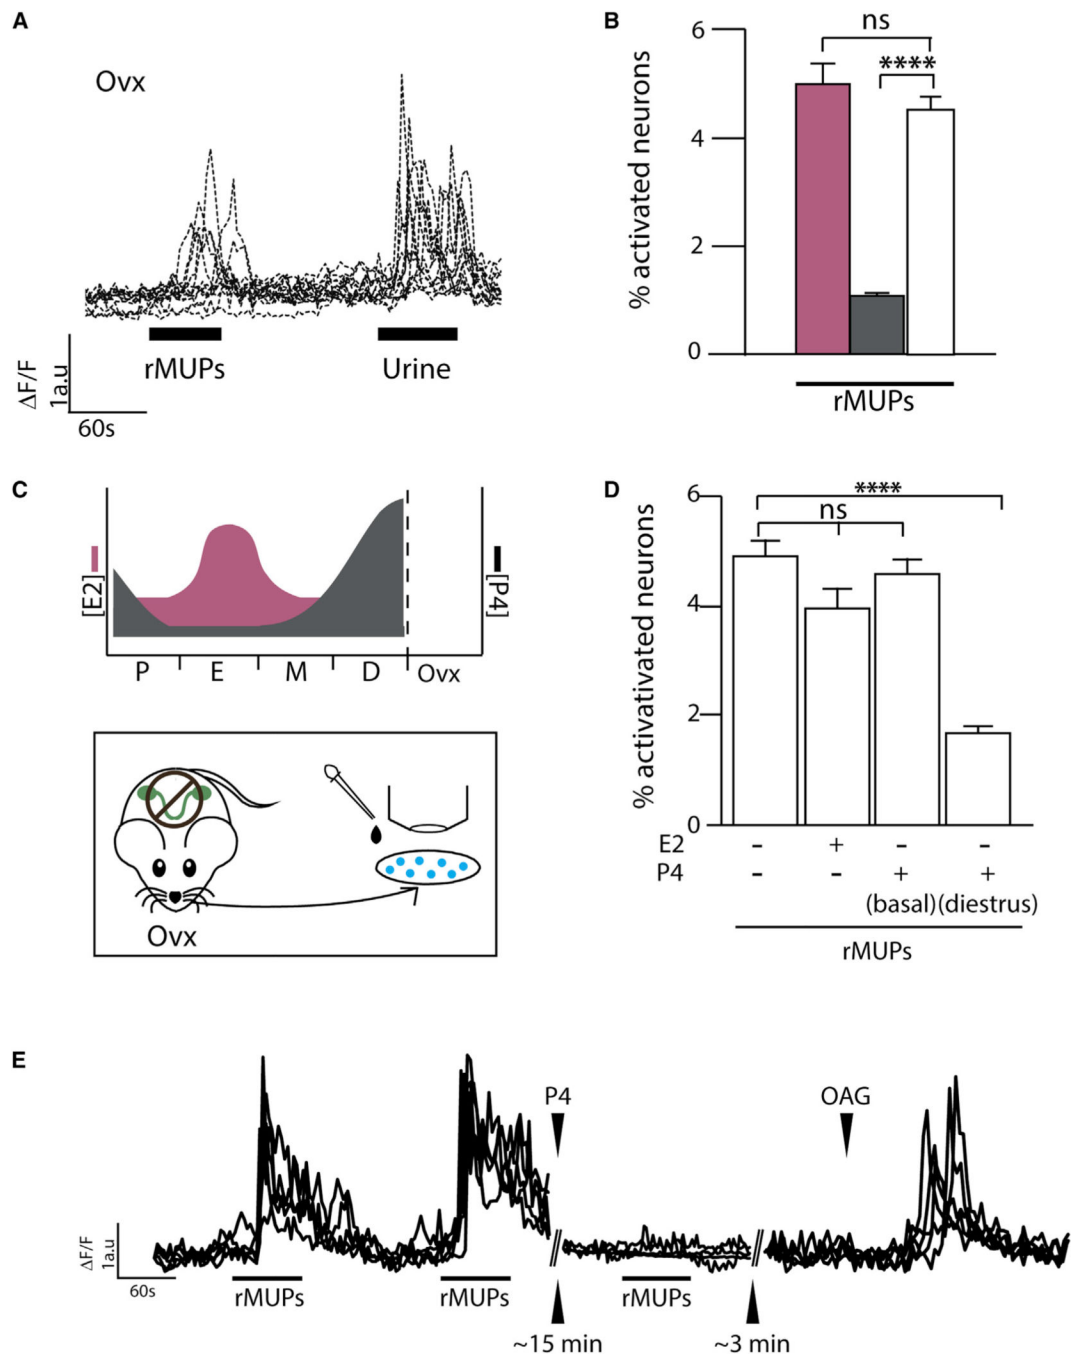 A
Ovx
rMUPs
Urine
ΔF/F
1a.u
60s
B
% activated neurons
6
4
2
0
ns
****
rMUPs
C
[E2]
[P4]
P E M D Ovx
Ovx
D
% activativated neurons
6
4
2
0
****
ns
E2 - + - -
P4 - - + +
(basal) (diestrus)
rMUPs
E
P4
OAG
ΔF/F
1a.u
60s
rMUPs
rMUPs
rMUPs
~15 min
~3 min